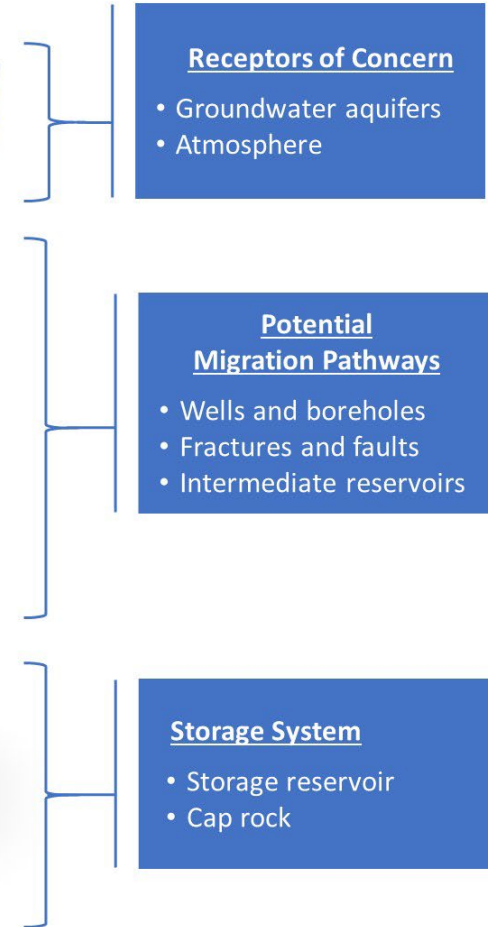 Receptors of Concern
• Groundwater aquifers
• Atmosphere
Potential
Migration Pathways
• Wells and boreholes
• Fractures and faults
• Intermediate reservoirs
Storage System
• Storage reservoir
• Cap rock